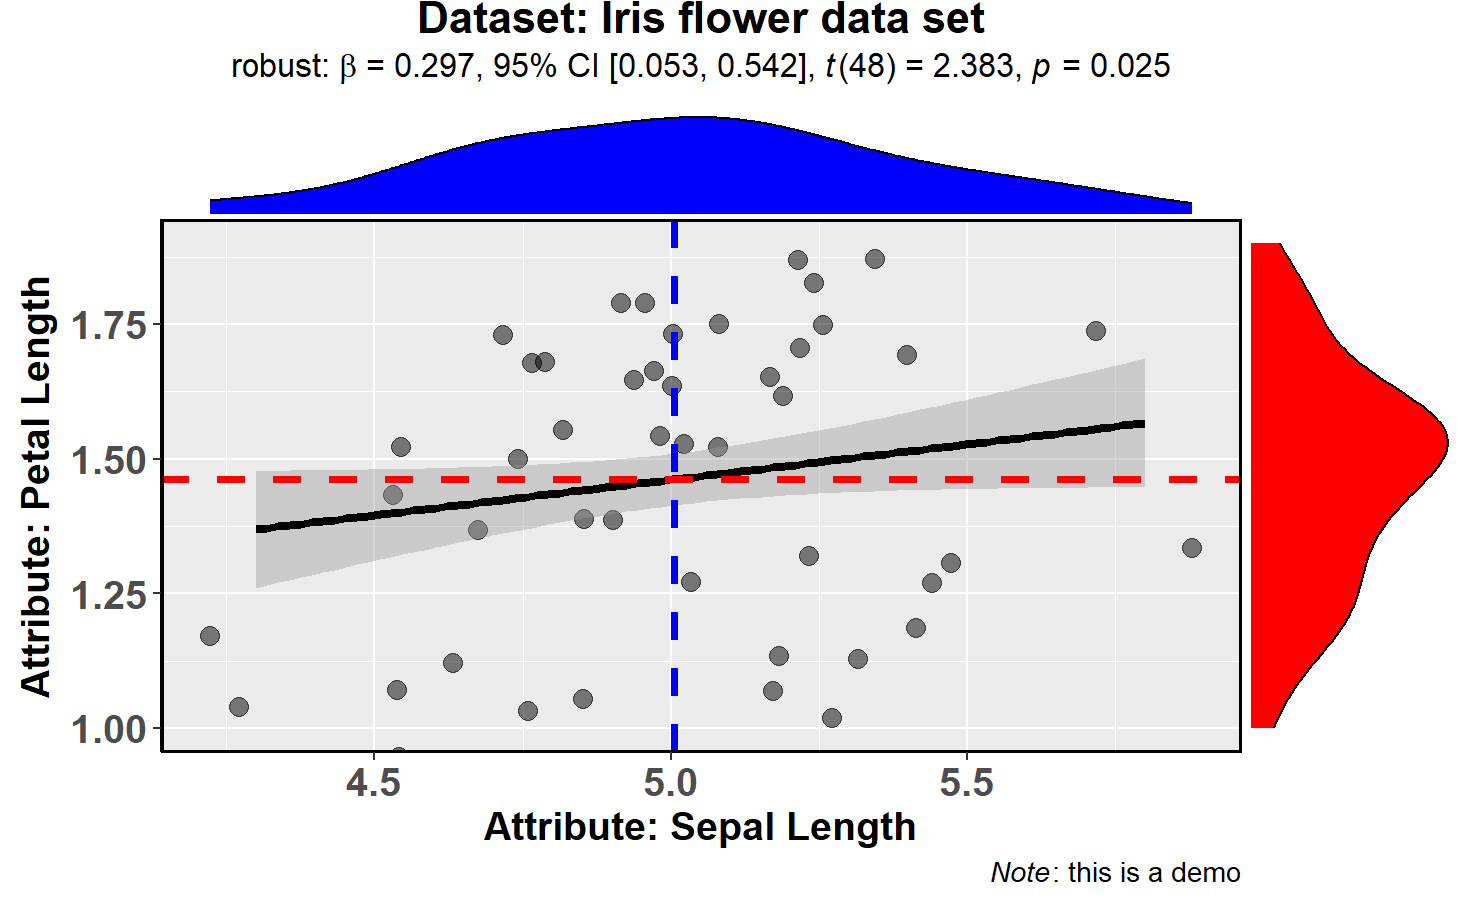 Dataset: Iris flower data set
robust: β = 0.297, 95% CI [0.053, 0.542], t(48) = 2.383, p = 0.025
Attribute: Petal Length
1.75
1.50
1.25
1.00
4.5 5.0 5.5
Attribute: Sepal Length
Note: this is a demo